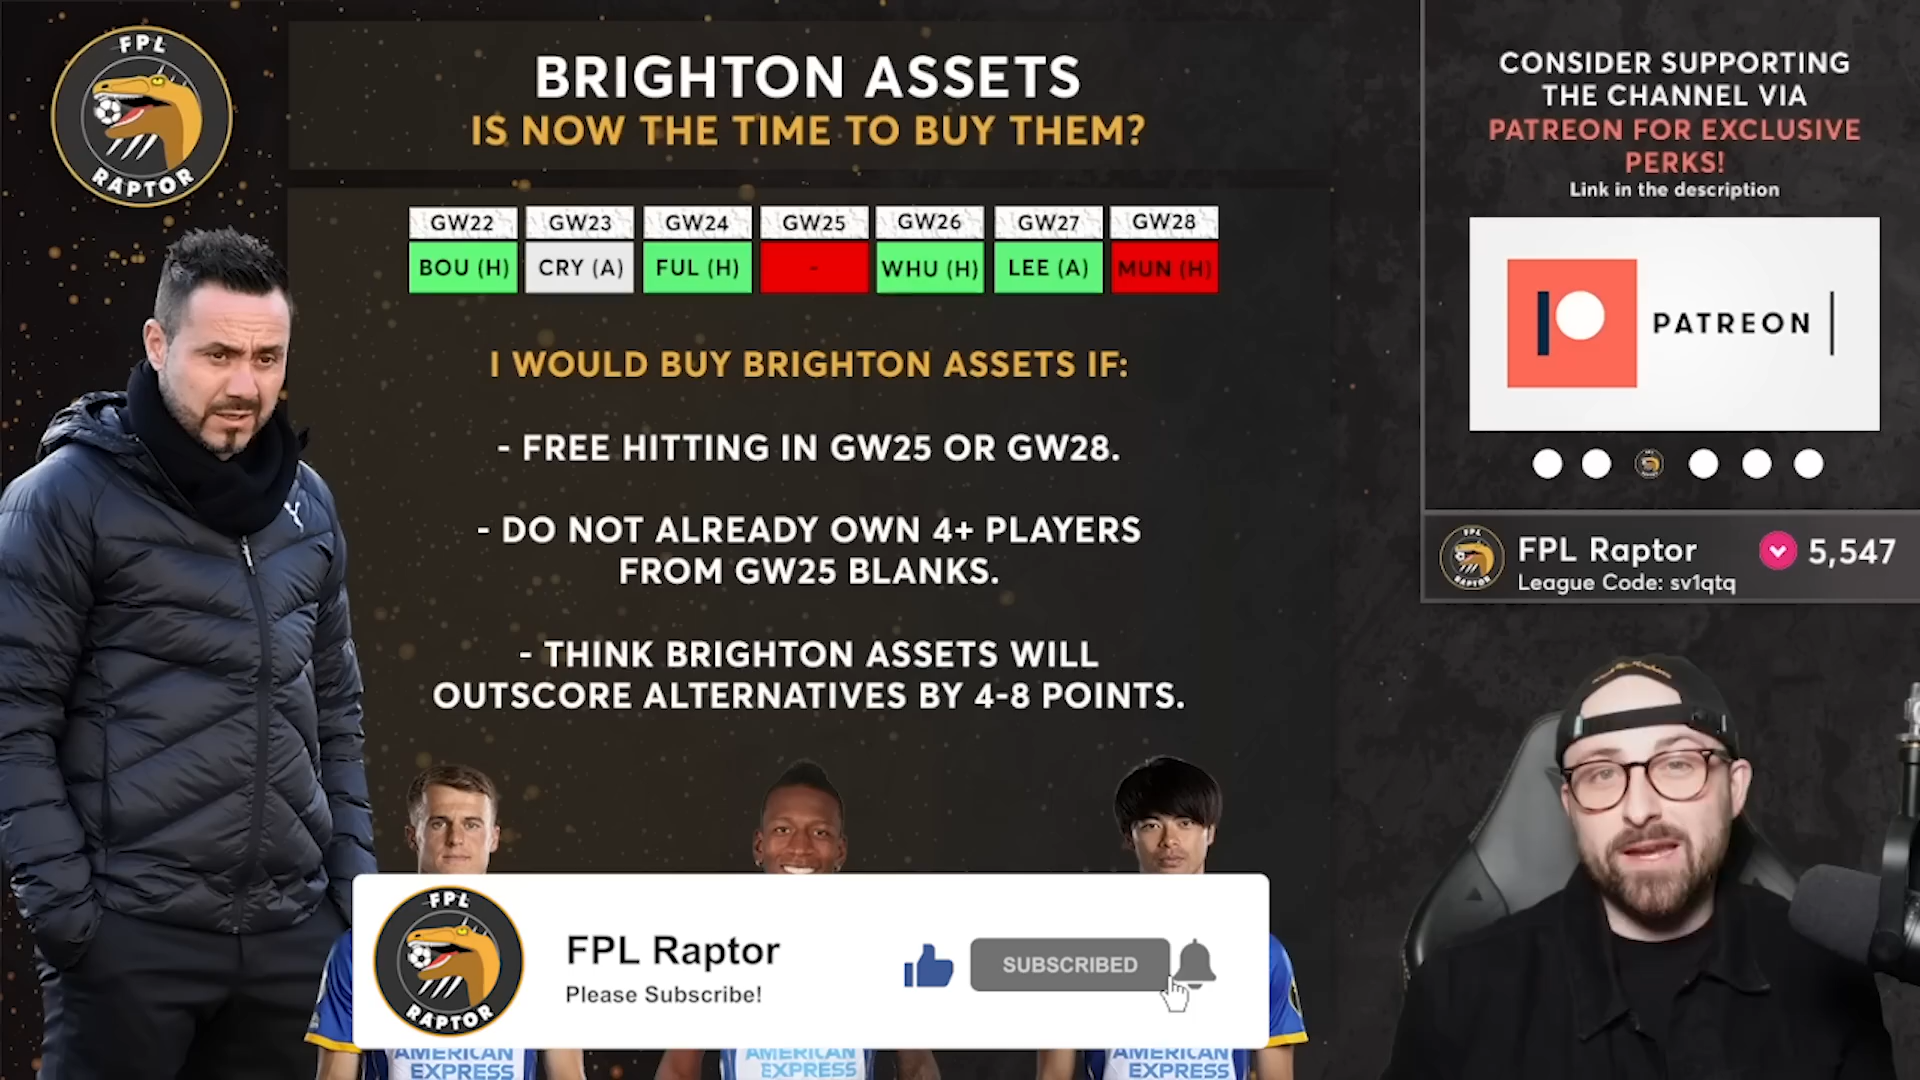 FPL
RAPTOR
BRIGHTON ASSETS
IS NOW THE TIME TO BUY THEM?
GW22 GW23 GW24 GW25 GW26 GW27 GW28
BOU (H) CRY (A) FUL (H) - WHU (H) LEE (A) MUN (H)
I WOULD BUY BRIGHTON ASSETS IF:
- FREE HITTING IN GW25 OR GW28.
- DO NOT ALREADY OWN 4+ PLAYERS
FROM GW25 BLANKS.
- THINK BRIGHTON ASSETS WILL
OUTSCORE ALTERNATIVES BY 4-8 POINTS.
CONSIDER SUPPORTING
THE CHANNEL VIA
PATREON FOR EXCLUSIVE
PERKS!
Link in the description
PATREON
FPL
RAPTOR
FPL Raptor 5,547
League Code: sv1qtq
FPL
RAPTOR
FPL Raptor
Please Subscribe!
SUBSCRIBED
AMERICAN
EXPRESS
AMERICAN
EXPRESS
AMERICAN
EXPRESS